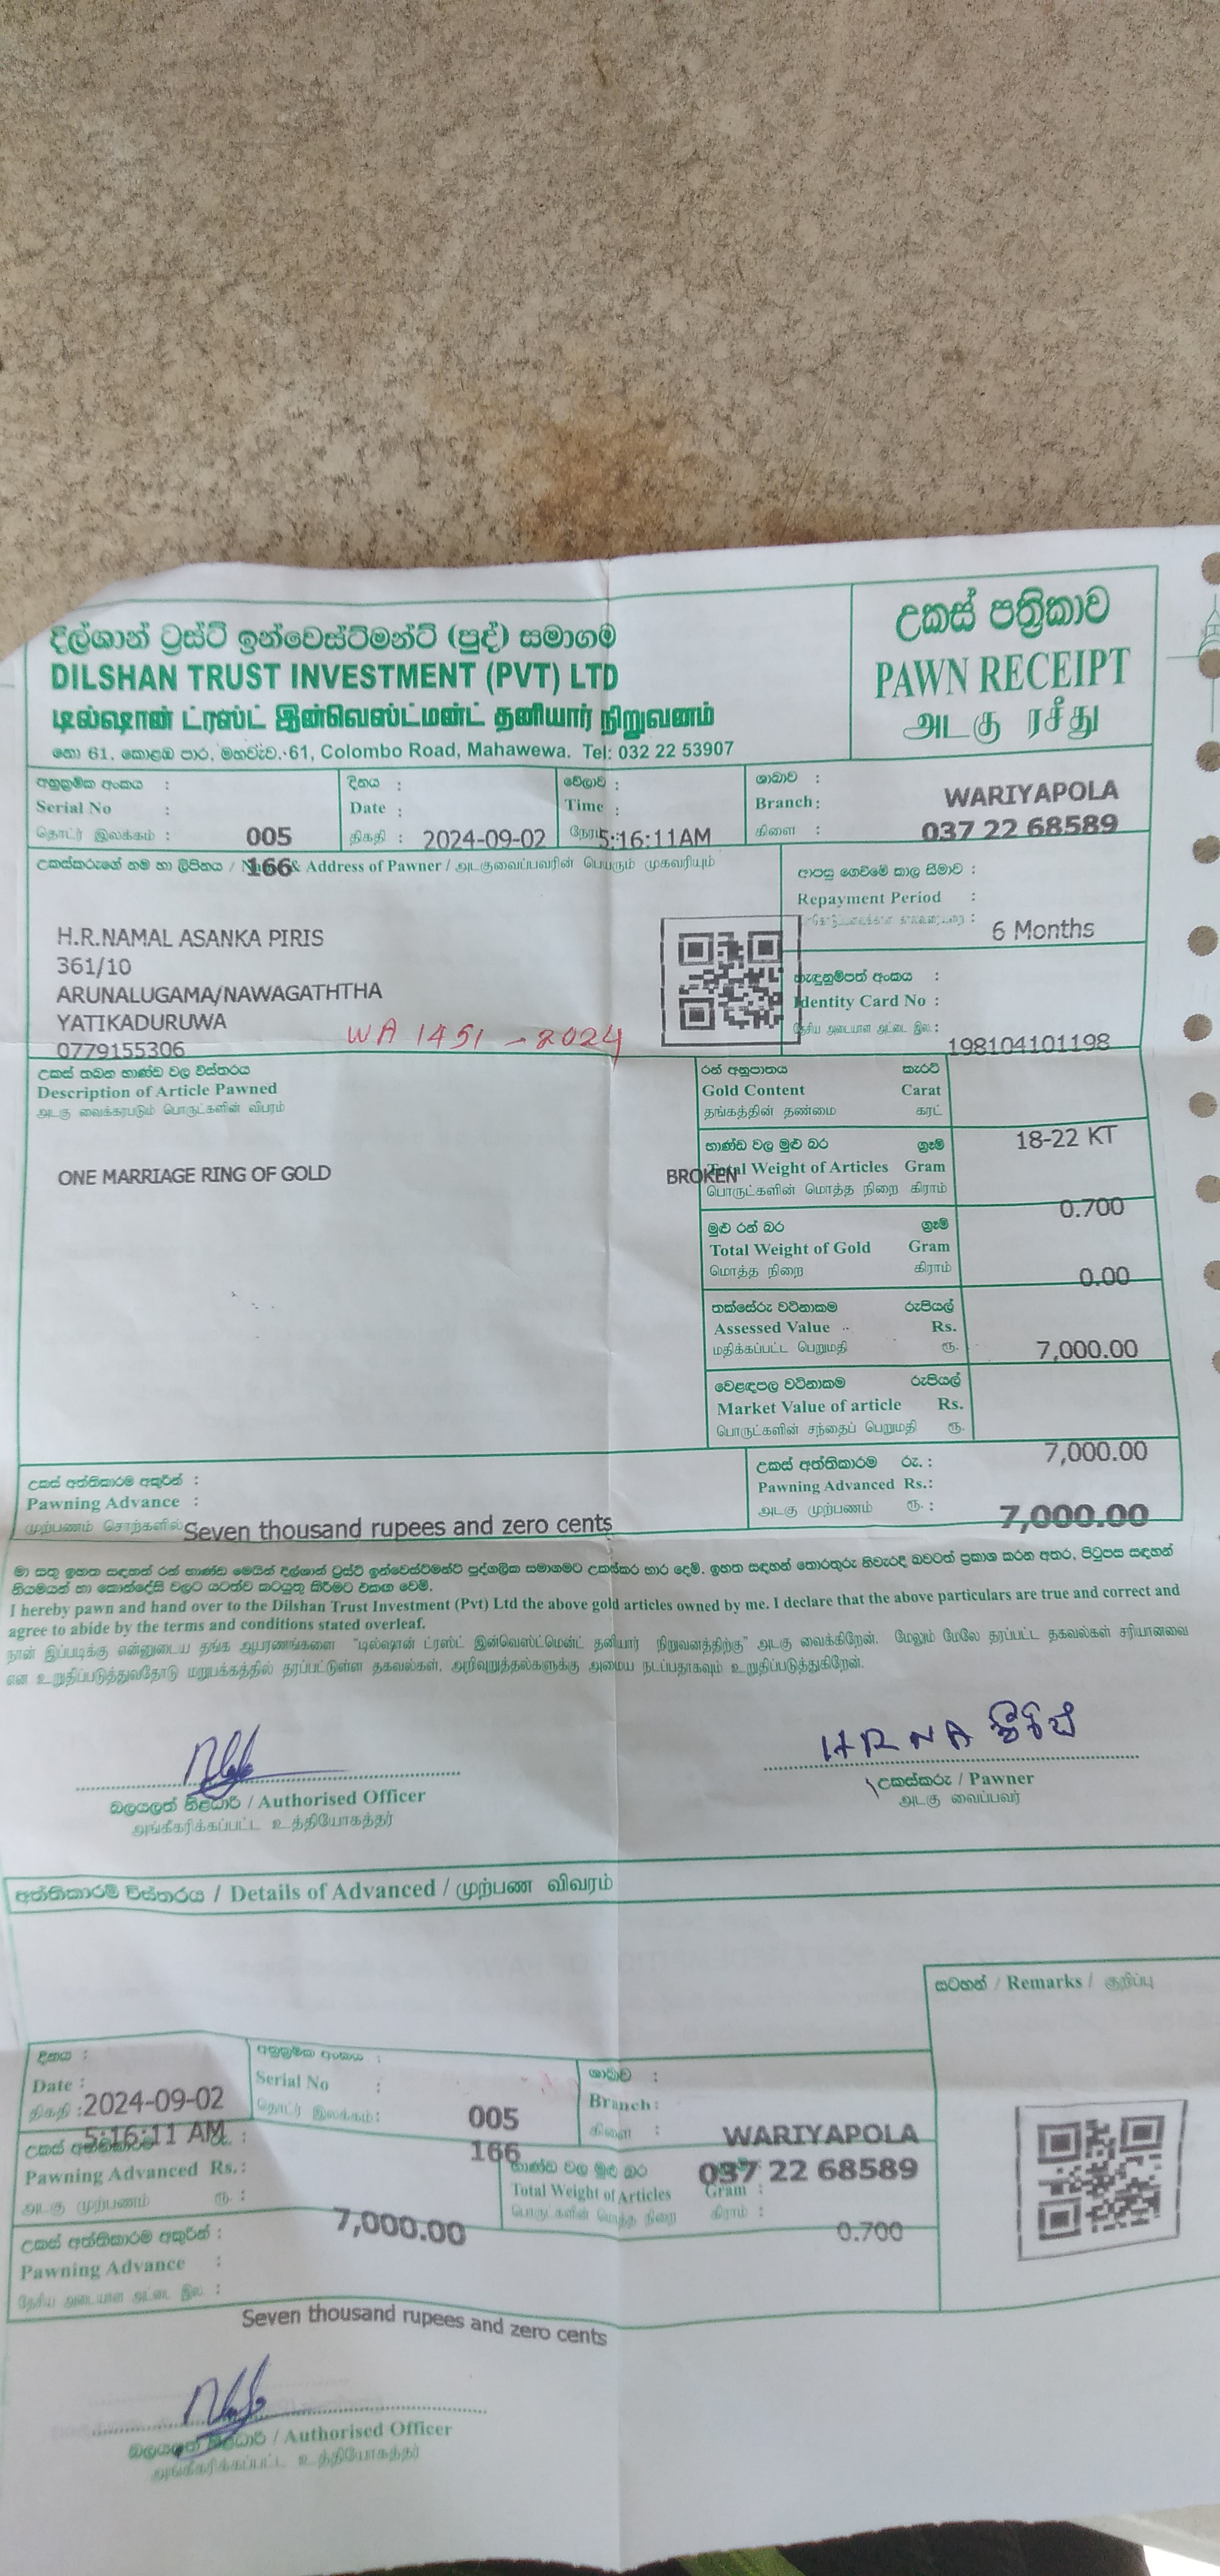 දිල්ශාන් ට්‍රස්ට් ඉන්වෙස්ට්මන්ට් (පුද්) සමාගම
DILSHAN TRUST INVESTMENT (PVT) LTD
டில்ஷான் ட்ரஸ்ட் இன்வெஸ்ட்மண்ட் தனியார் நிறுவனம்
නො 61, කොළඹ පාර, මහවැව. 61, Colombo Road, Mahawewa. Tel: 032 22 53907
උකස් පත්‍රිකාව
PAWN RECEIPT
அடகு ரசீது
අනුක්‍රමික අංකය :
Serial No :
தொடர் இலக்கம் : 005
166
දිනය :
Date :
திகதி : 2024-09-02
වේලාව :
Time :
5:16:11AM
ශාඛාව :
Branch : WARIYAPOLA
கிளை : 037 22 68589
උකස්කරුගේ නම හා ලිපිනය / & Address of Pawner / அடகுவைப்பவரின் பெயரும் முகவரியும்
H.R.NAMAL ASANKA PIRIS
361/10
ARUNALUGAMA/NAWAGATHTHA
YATIKADURUWA
0779155306
WA 1451 - 2024
ආපසු ගෙවීමේ කාල සීමාව :
Repayment Period :
6 Months
හැඳුනුම්පත් අංකය :
Identity Card No :
தேசிய அடையாள அட்டை இல :
198104101198
උකස් තබන භාණ්ඩ වල විස්තරය
Description of Article Pawned
அடகு வைக்கப்படும் பொருட்களின் விபரம்
ONE MARRIAGE RING OF GOLD BROKEN
රන් අනුපාතය කැරට්
Gold Content Carat
தங்கத்தின் தண்மை கரட்
18-22 KT
භාණ්ඩ වල මුළු බර ග්‍රෑම්
Total Weight of Articles Gram
பொருட்களின் மொத்த நிறை கிராம்
0.700
මුළු රන් බර ග්‍රෑම්
Total Weight of Gold Gram
மொத்த நிறை கிராம்
0.00
තක්සේරු වටිනාකම රුපියල්
Assessed Value Rs.
மதிக்கப்பட்ட பெறுமதி ரூ.
7,000.00
වෙළඳපල වටිනාකම රුපියල්
Market Value of article Rs.
பொருட்களின் சந்தைப் பெறுமதி ரூ.
7,000.00
උකස් අත්තිකාරම අකුරින් :
Pawning Advance :
முற்பணம் சொற்களில் Seven thousand rupees and zero cents
උකස් අත්තිකාරම රු. :
Pawning Advanced Rs.:
அடகு முற்பணம் ரூ. :
7,000.00
මා සතු ඉහත සඳහන් රන් භාණ්ඩ මෙයින් දිල්ශාන් ට්‍රස්ට් ඉන්වෙස්ට්මන්ට් පුද්ගලික සමාගමට උකස්කර භාර දෙමි. ඉහත සඳහන් තොරතුරු නිවැරදි බවටත් ප්‍රකාශ කරන අතර, පිටුපස සඳහන්
නියමයන් හා කොන්දේසි වලට යටත්ව කටයුතු කිරීමට එකඟ වෙමි.
I hereby pawn and hand over to the Dilshan Trust Investment (Pvt) Ltd the above gold articles owned by me. I declare that the above particulars are true and correct and
agree to abide by the terms and conditions stated overleaf.
நான் இப்படிக்கு என்னுடைய தங்க ஆபரணங்களை "டில்ஷான் ட்ரஸ்ட் இன்வெஸ்ட்மென்ட் தனியார் நிறுவனத்திற்கு" அடகு வைக்கிறேன். மேலும் மேலே தரப்பட்ட தகவல்கள் சரியானவை
என உறுதிப்படுத்துவதோடு மறுபக்கத்தில் தரப்பட்டுள்ள தகவல்கள், அறிவுறுத்தல்களுக்கு அமைய நடப்பதாகவும் உறுதிப்படுத்துகிறேன்.
HRNA පීරිස්
බලයලත් නිළධාරි / Authorised Officer
அங்கீகரிக்கப்பட்ட உத்தியோகத்தர்
උකස්කරු / Pawner
அடகு வைப்பவர்
අත්තිකාරම් විස්තරය / Details of Advanced / முற்பண விவரம்
සටහන් / Remarks / குறிப்பு
දිනය :
Date :
திகதி : 2024-09-02
5:16:11 AM
අනුක්‍රමික අංකය :
Serial No :
தொடர் இலக்கம் : 005
166
ශාඛාව :
Branch :
கிளை : WARIYAPOLA
037 22 68589
Pawning Advanced Rs.:
அடகு முற்பணம் ரூ. :
7,000.00
භාණ්ඩ වල මුළු බර
Total Weight of Articles Gram :
பொருட்களின் மொத்த நிறை கிராம் :
0.700
උකස් අත්තිකාරම අකුරින් :
Pawning Advance :
தேசிய அடையாள அட்டை இல :
Seven thousand rupees and zero cents
බලයලත් නිළධාරි / Authorised Officer
அங்கீகரிக்கப்பட்ட உத்தியோகத்தர்